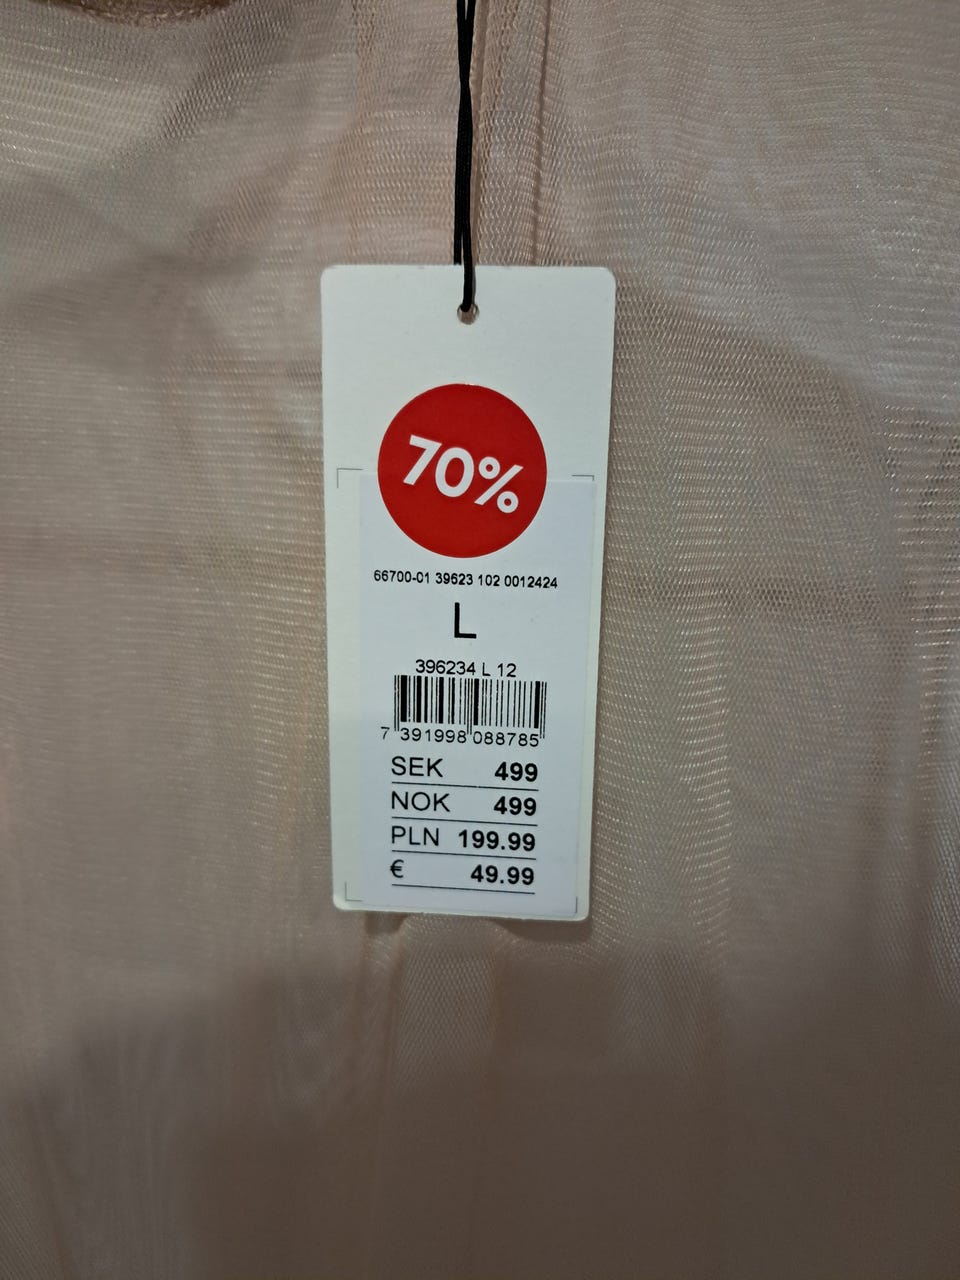 70%
66700-01 39623 102 0012424
L
396234 L 12
7 391998 088785
SEK 499
NOK 499
PLN 199.99
€ 49.99